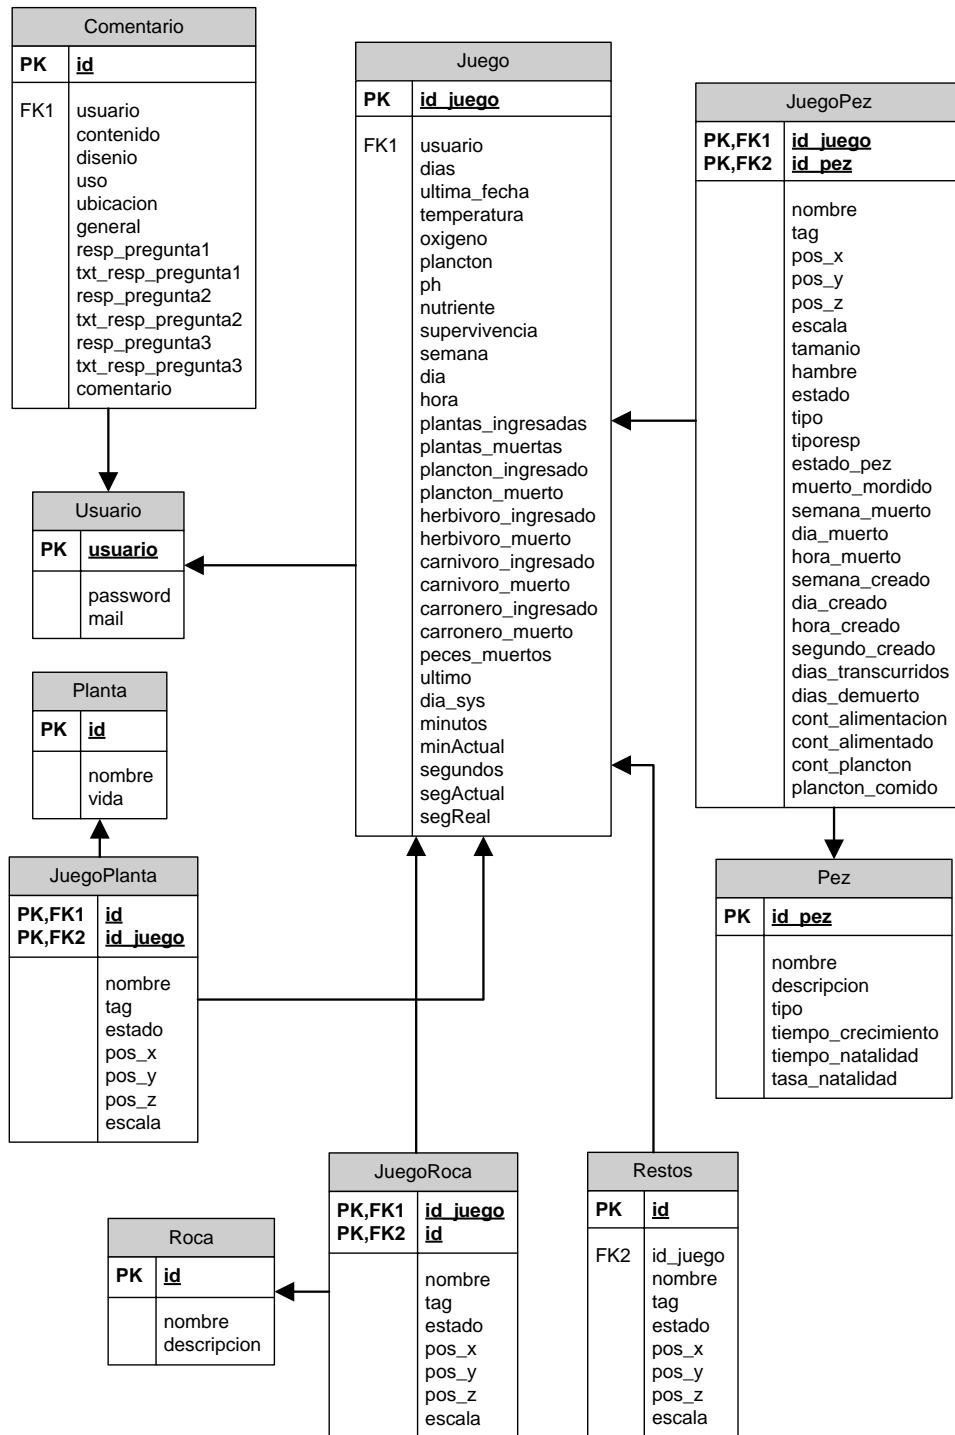 Comentario
PK id
FK1 usuario
contenido
disenio
uso
ubicacion
general
resp_pregunta1
txt_resp_pregunta1
resp_pregunta2
txt_resp_pregunta2
resp_pregunta3
txt_resp_pregunta3
comentario
Juego
PK id_juego
FK1 usuario
dias
ultima_fecha
temperatura
oxigeno
plancton
ph
nutriente
supervivencia
semana
dia
hora
plantas_ingresadas
plantas_muertas
plancton_ingresado
plancton_muerto
herbivoro_ingresado
herbivoro_muerto
carnivoro_ingresado
carnivoro_muerto
carronero_ingresado
carronero_muerto
peces_muertos
ultimo
dia_sys
minutos
minActual
segundos
segActual
segReal
JuegoPez
PK,FK1 id_juego
PK,FK2 id_pez
nombre
tag
pos_x
pos_y
pos_z
escala
tamanio
hambre
estado
tipo
tiporesp
estado_pez
muerto_mordido
semana_muerto
dia_muerto
hora_muerto
semana_creado
dia_creado
hora_creado
segundo_creado
dias_transcurridos
dias_demuerto
cont_alimentacion
cont_alimentado
cont_plancton
plancton_comido
Usuario
PK usuario
password
mail
Planta
PK id
nombre
vida
JuegoPlanta
PK,FK1 id
PK,FK2 id_juego
nombre
tag
estado
pos_x
pos_y
pos_z
escala
Pez
PK id_pez
nombre
descripcion
tipo
tiempo_crecimiento
tiempo_natalidad
tasa_natalidad
JuegoRoca
PK,FK1 id_juego
PK,FK2 id
nombre
tag
estado
pos_x
pos_y
pos_z
escala
Restos
PK id
FK2 id_juego
nombre
tag
estado
pos_x
pos_y
pos_z
escala
Roca
PK id
nombre
descripcion